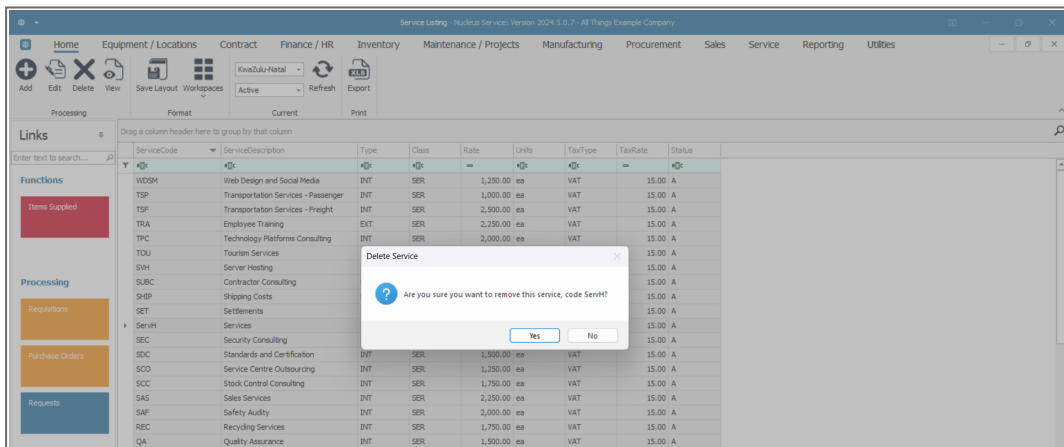 Service Listing - Nucleus Service: Version 2024.5.0.7 - All Things Example Company
Home Equipment / Locations Contract Finance / HR Inventory Maintenance / Projects Manufacturing Procurement Sales Service Reporting Utilities
KwaZulu-Natal
XLS
Add Edit Delete View Save Layout Workspaces Active Refresh Export
Processing Format Current Print
Links
Drag a column header here to group by that column
Enter text to search...
ServiceCode ServiceDescription Type Class Rate Units TaxType TaxRate Status
Functions
Items Supplied
Processing
Requisitions
Purchase Orders
Requests
WDSM Web Design and Social Media INT SER 1,250.00 ea VAT 15.00 A
TSP Transportation Services - Passenger INT SER 1,000.00 ea VAT 15.00 A
TSF Transportation Services - Freight INT SER 2,500.00 ea VAT 15.00 A
TRA Employee Training EXT SER 2,250.00 ea VAT 15.00 A
TPC Technology Platforms Consulting INT SER 2,000.00 ea VAT 15.00 A
TOU Tourism Services 15.00 A
SVH Server Hosting 15.00 A
SUBC Contractor Consulting 15.00 A
SHIP Shipping Costs 15.00 A
SET Settlements 15.00 A
ServH Services 15.00 A
SEC Security Consulting 15.00 A
SDC Standards and Certification INT SER 1,500.00 ea VAT 15.00 A
SCO Service Centre Outsourcing INT SER 1,250.00 ea VAT 15.00 A
SCC Stock Control Consulting INT SER 1,750.00 ea VAT 15.00 A
SAS Sales Services INT SER 2,250.00 ea VAT 15.00 A
SAF Safety Audity INT SER 2,000.00 ea VAT 15.00 A
REC Recycling Services INT SER 1,750.00 ea VAT 15.00 A
QA Quality Assurance INT SER 1,500.00 ea VAT 15.00 A
Delete Service
Are you sure you want to remove this service, code ServH?
Yes No